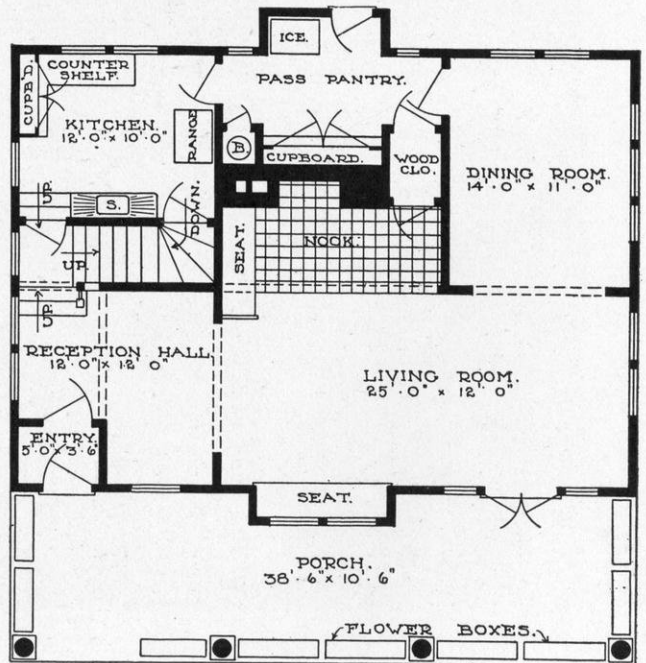 ICE.
PASS PANTRY.
COUNTER
SHELF.
CUPB'D.
KITCHEN.
12'·0" x 10'·0"
RANGE
B.
CUPBOARD.
WOOD
CLO.
DINING ROOM.
14'·0" x 11'·0"
UP.
S.
DOWN.
SEAT.
NOOK.
UP.
UP.
RECEPTION HALL
12'·0" x 12'·0"
LIVING ROOM.
25'·0" x 12'·0"
ENTRY.
5'·0" x 3'·6"
SEAT.
PORCH.
38'·6" x 10'·6"
FLOWER BOXES.